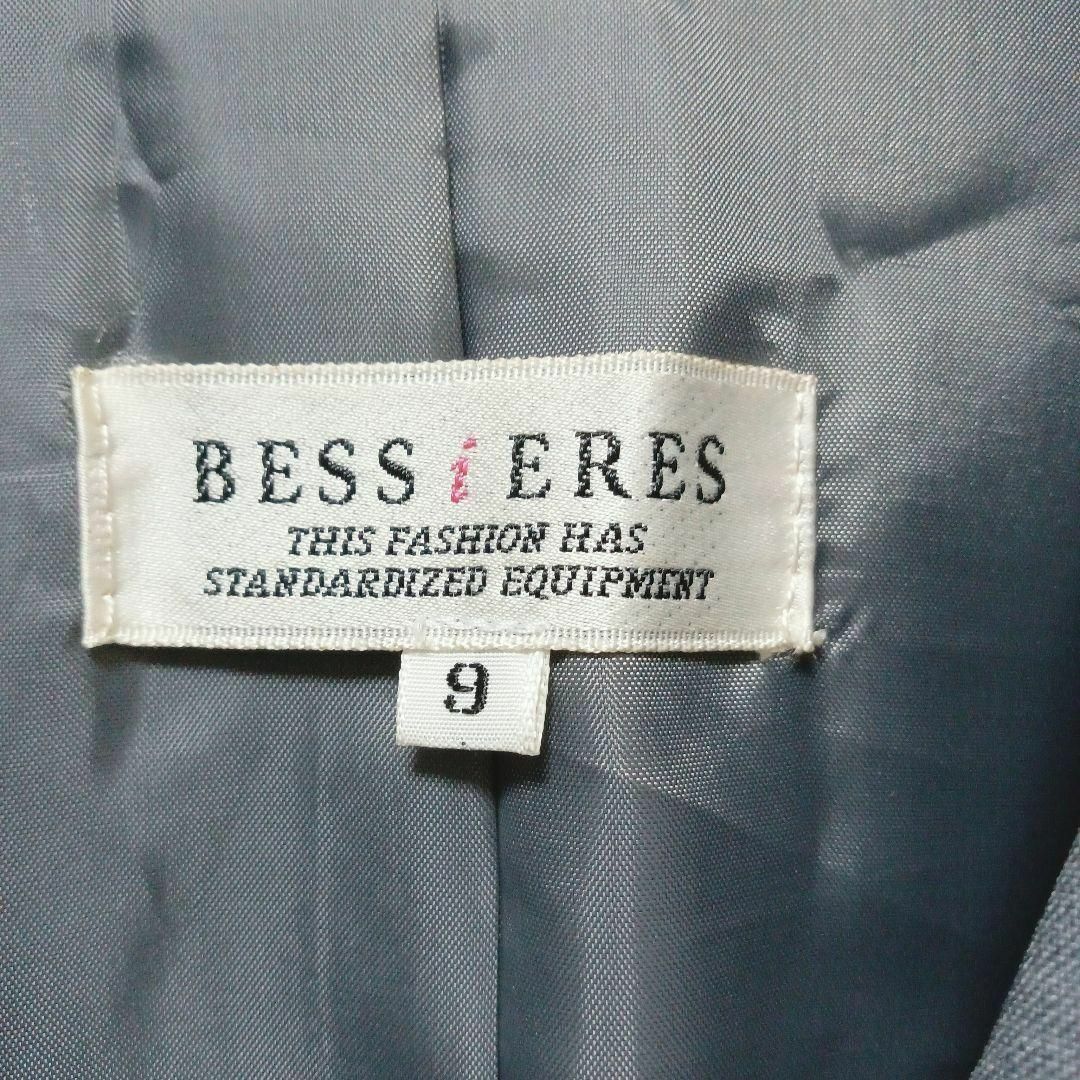 BESSiERES
THIS FASHION HAS
STANDARDIZED EQUIPMENT
9